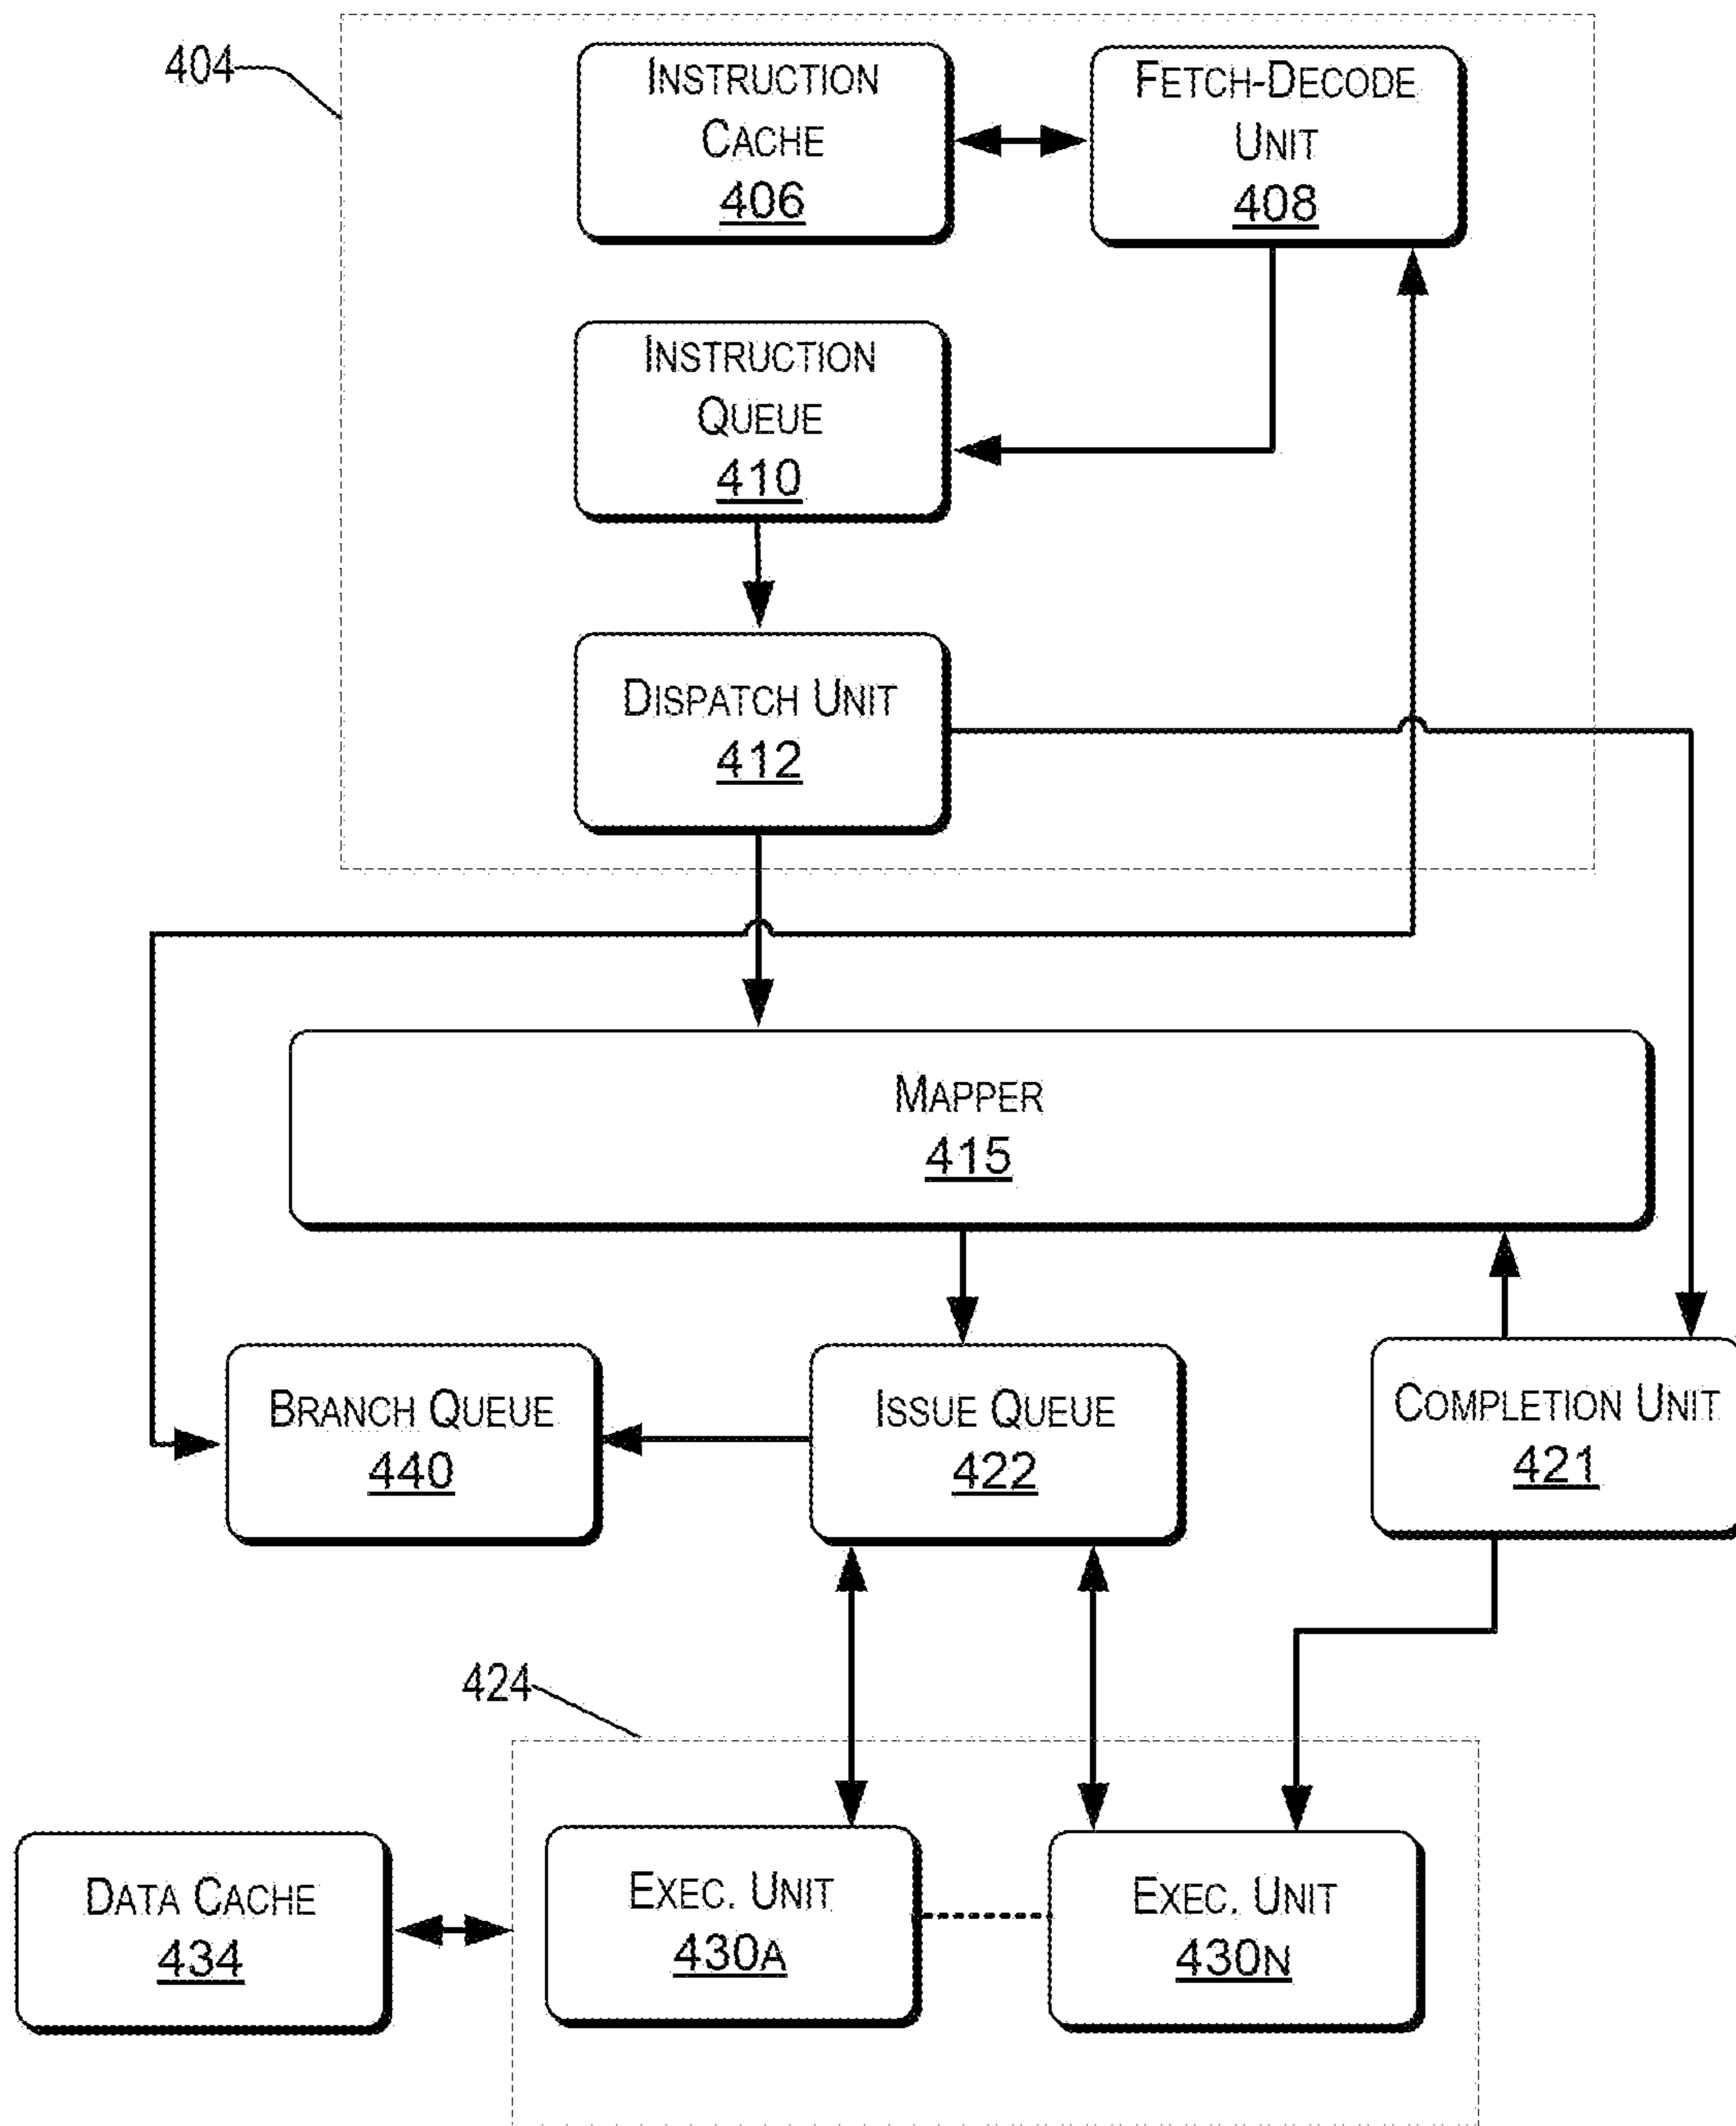 404
INSTRUCTION
CACHE
406
FETCH-DECODE
UNIT
408
INSTRUCTION
QUEUE
410
DISPATCH UNIT
412
MAPPER
415
BRANCH QUEUE
440
ISSUE QUEUE
422
COMPLETION UNIT
421
424
DATA CACHE
434
EXEC. UNIT
430A
EXEC. UNIT
430N